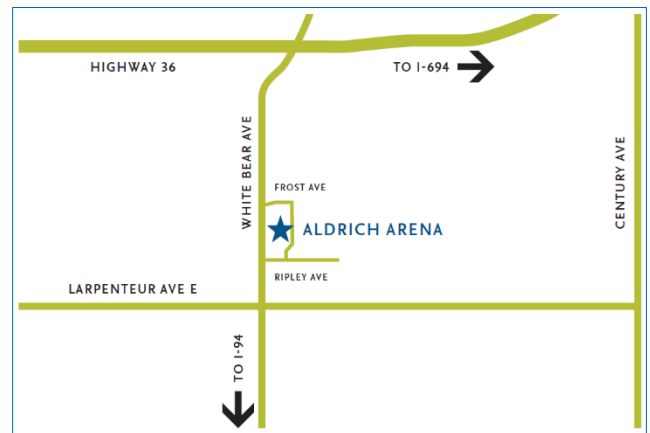 HIGHWAY 36
TO I-694
WHITE BEAR AVE
CENTURY AVE
FROST AVE
ALDRICH ARENA
RIPLEY AVE
LARPENTEUR AVE E
TO I-94